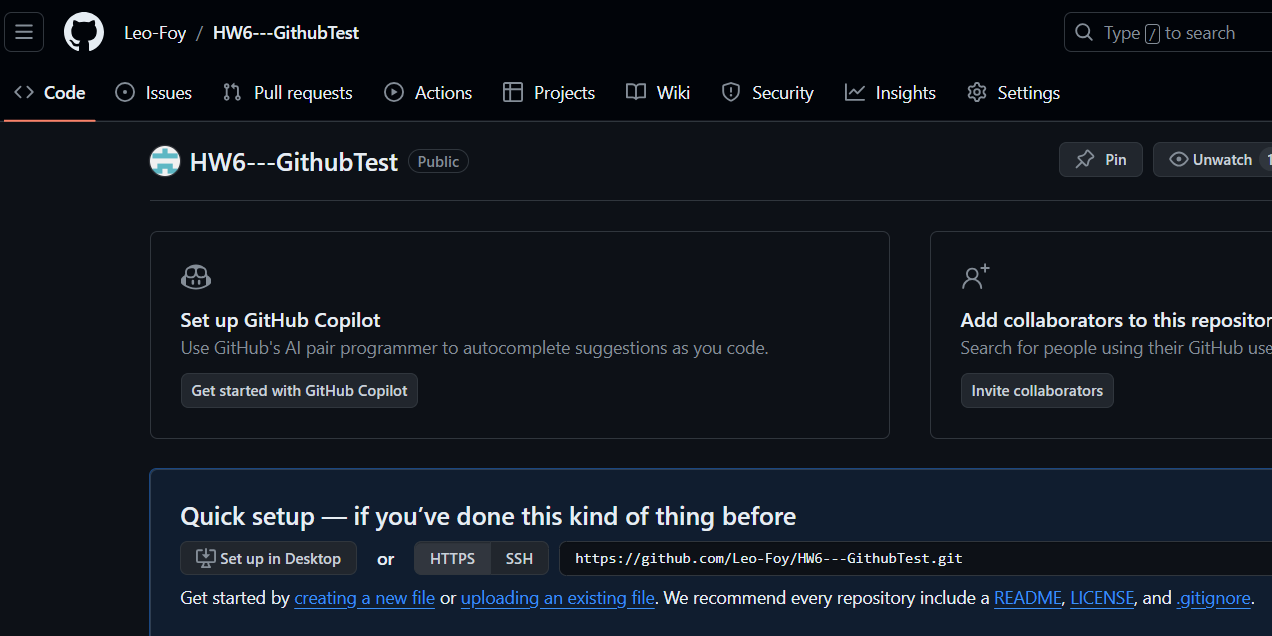 Leo-Foy / HW6---GithubTest
Type / to search
Code Issues Pull requests Actions Projects Wiki Security Insights Settings
HW6---GithubTest Public
Pin Unwatch 1
Set up GitHub Copilot
Use GitHub's AI pair programmer to autocomplete suggestions as you code.
Get started with GitHub Copilot
Add collaborators to this repositor
Search for people using their GitHub use
Invite collaborators
Quick setup — if you’ve done this kind of thing before
Set up in Desktop or HTTPS SSH https://github.com/Leo-Foy/HW6---GithubTest.git
Get started by creating a new file or uploading an existing file. We recommend every repository include a README, LICENSE, and .gitignore.